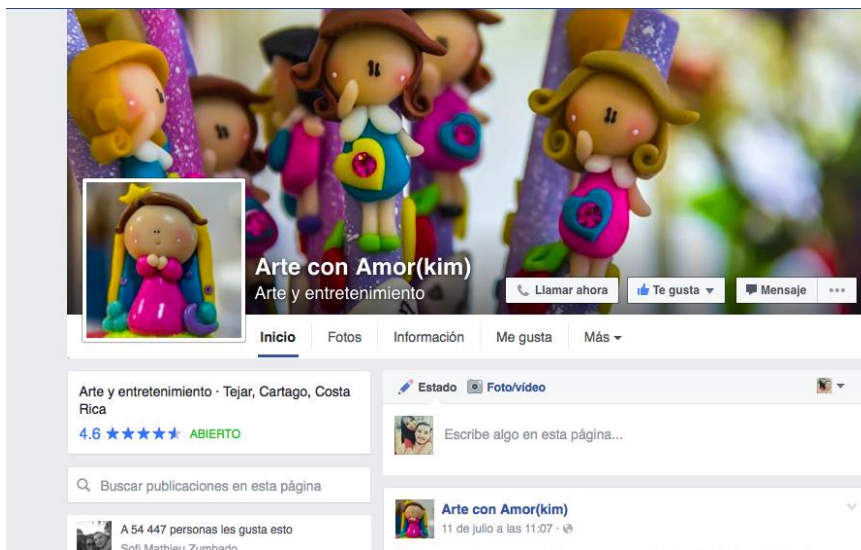 Arte con Amor(kim)
Arte y entretenimiento
Llamar ahora
Te gusta
Mensaje
Inicio
Fotos
Información
Me gusta
Más
Arte y entretenimiento · Tejar, Cartago, Costa
Rica
4.6 ABIERTO
Buscar publicaciones en esta página
A 54 447 personas les gusta esto
Sofi Mathieu Zumbado
Estado
Foto/vídeo
Escribe algo en esta página...
Arte con Amor(kim)
11 de julio a las 11:07 ·